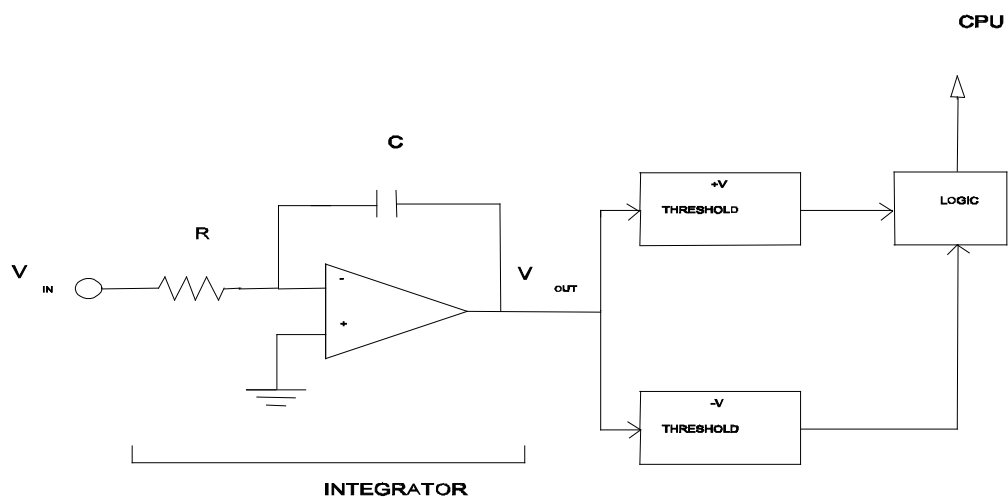 CPU
C
+V
THRESHOLD
LOGIC
R
V IN
-
+
V OUT
-V
THRESHOLD
INTEGRATOR